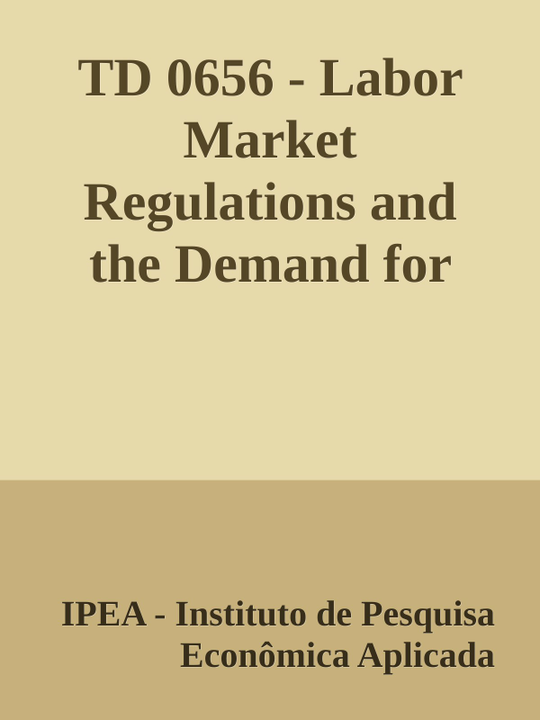 TD 0656 - Labor
Market
Regulations and
the Demand for
IPEA - Instituto de Pesquisa
Econômica Aplicada